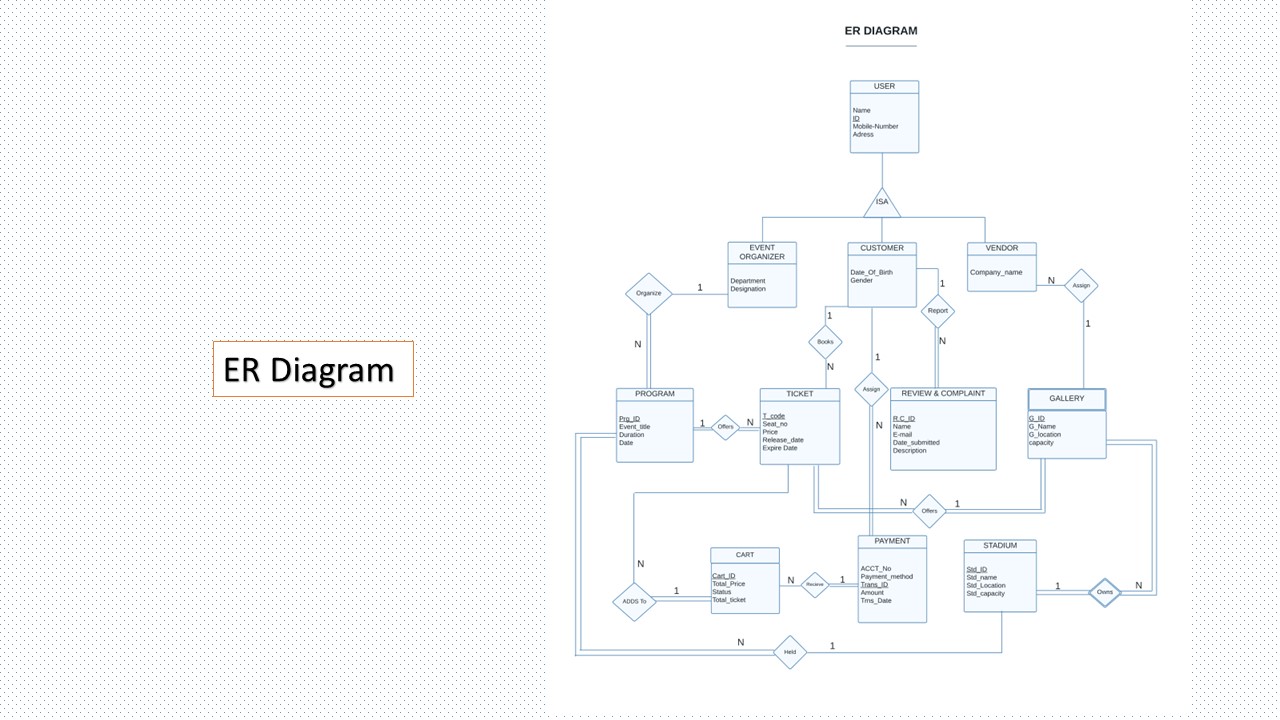 ER DIAGRAM
USER
Name
ID
Mobile-Number
Adress
ISA
EVENT
ORGANIZER
Department
Designation
CUSTOMER
Date_Of_Birth
Gender
VENDOR
Company_name
Organize
1
N
1
Report
N
N
Assign
1
1
Books
N
1
Assign
N
ER Diagram
PROGRAM
Prg_ID
Event_title
Duration
Date
1
Offers
N
TICKET
T_code
Seat_no
Price
Release_date
Expire Date
REVIEW & COMPLAINT
R.C_ID
Name
E-mail
Date_submitted
Description
GALLERY
G_ID
G_Name
G_location
capacity
N
Offers
1
N
ADDS To
1
CART
Cart_ID
Total_Price
Status
Total_ticket
N
Recieve
1
PAYMENT
ACCT_No
Payment_method
Trans_ID
Amount
Trns_Date
STADIUM
Std_ID
Std_name
Std_Location
Std_capacity
1
Owns
N
N
Held
1